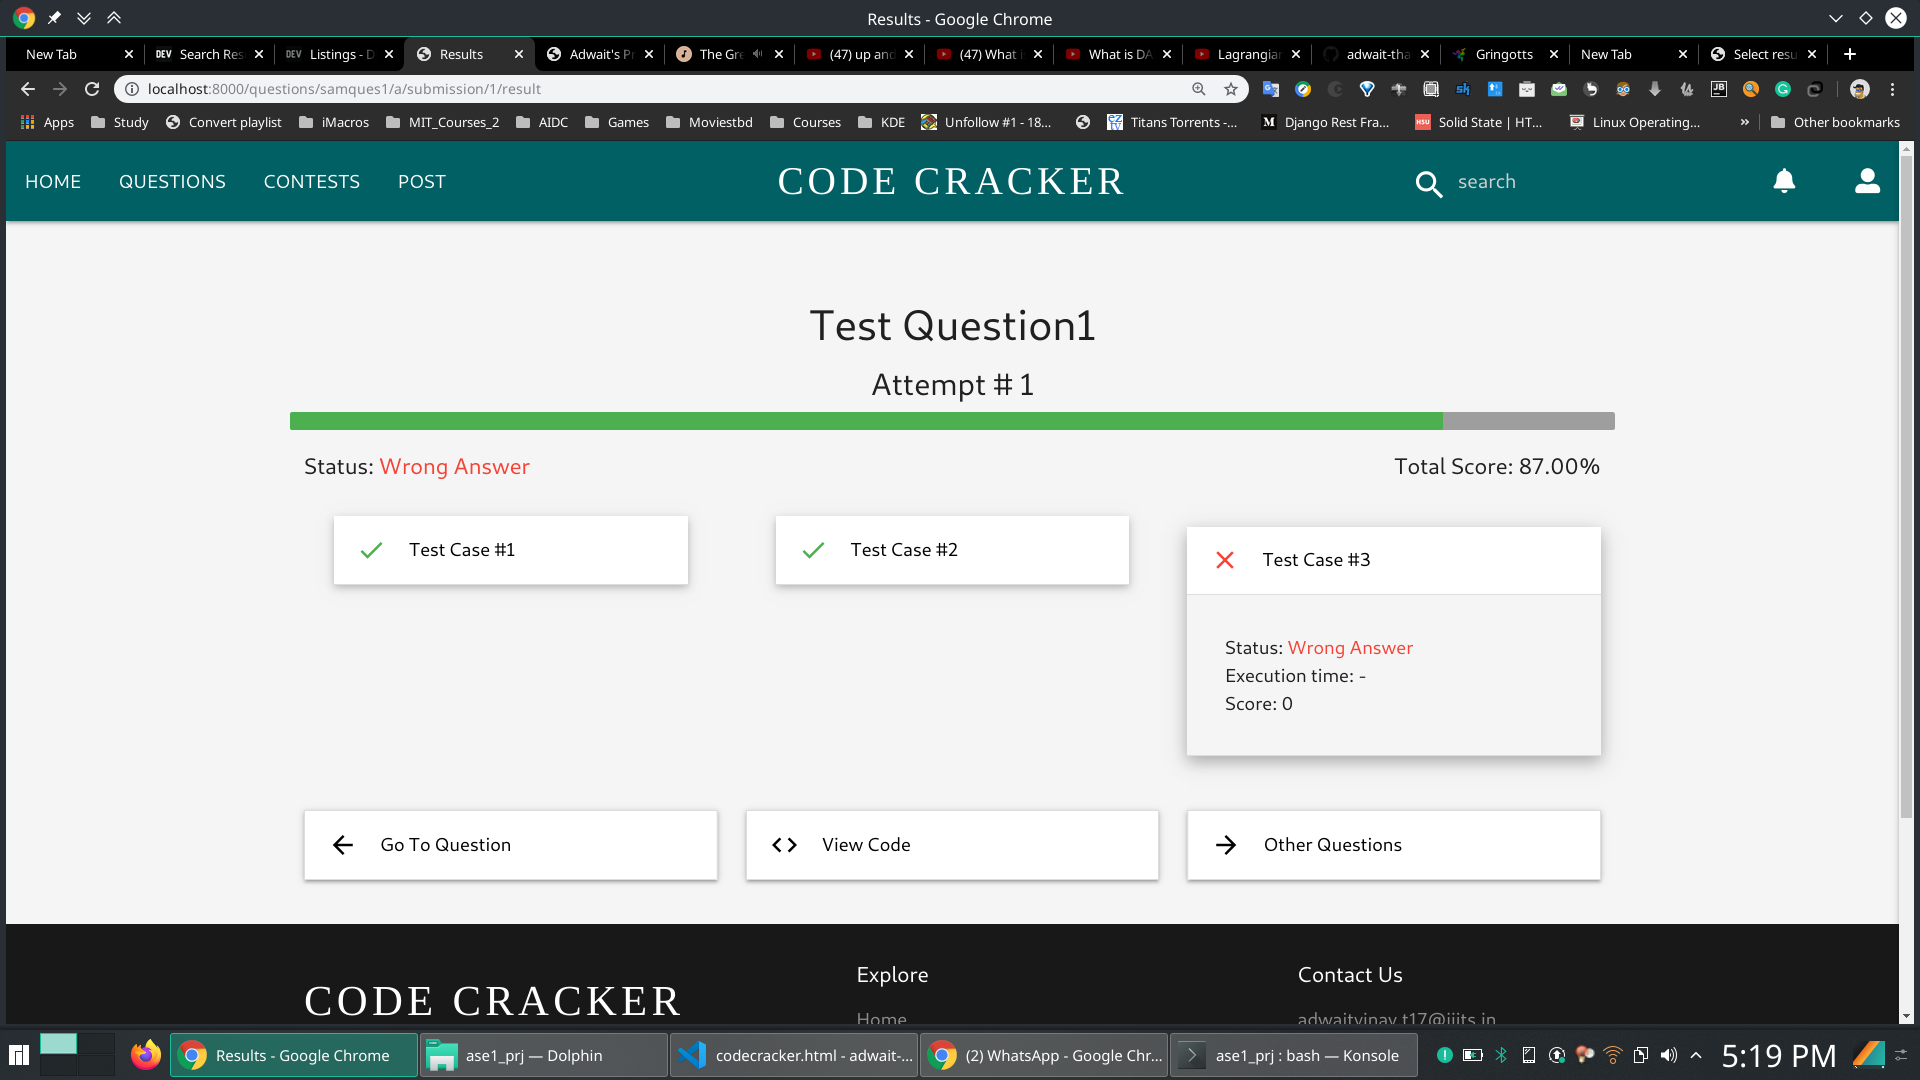 Results - Google Chrome
New Tab
DEV Search Res
DEV Listings - D
Results
Adwait's Pr
The Gre
(47) up and
(47) What i
What is DA
Lagrangian
adwait-tha
Gringotts
New Tab
Select resu
localhost:8000/questions/samques1/a/submission/1/result
Apps
Study
Convert playlist
iMacros
MIT_Courses_2
AIDC
Games
Moviestbd
Courses
KDE
Unfollow #1 - 18...
Titans Torrents -...
Django Rest Fra...
Solid State | HT...
Linux Operating...
»
Other bookmarks
HOME QUESTIONS CONTESTS POST
CODE CRACKER
search
Test Question1
Attempt # 1
Status: Wrong Answer
Total Score: 87.00%
Test Case #1
Test Case #2
Test Case #3
Status: Wrong Answer
Execution time: -
Score: 0
Go To Question
View Code
Other Questions
CODE CRACKER
Explore
Home
Contact Us
adwaitvinay.t17@iiits.in
Results - Google Chrome
ase1_prj — Dolphin
codecracker.html - adwait-...
(2) WhatsApp - Google Chr...
ase1_prj : bash — Konsole
5:19 PM